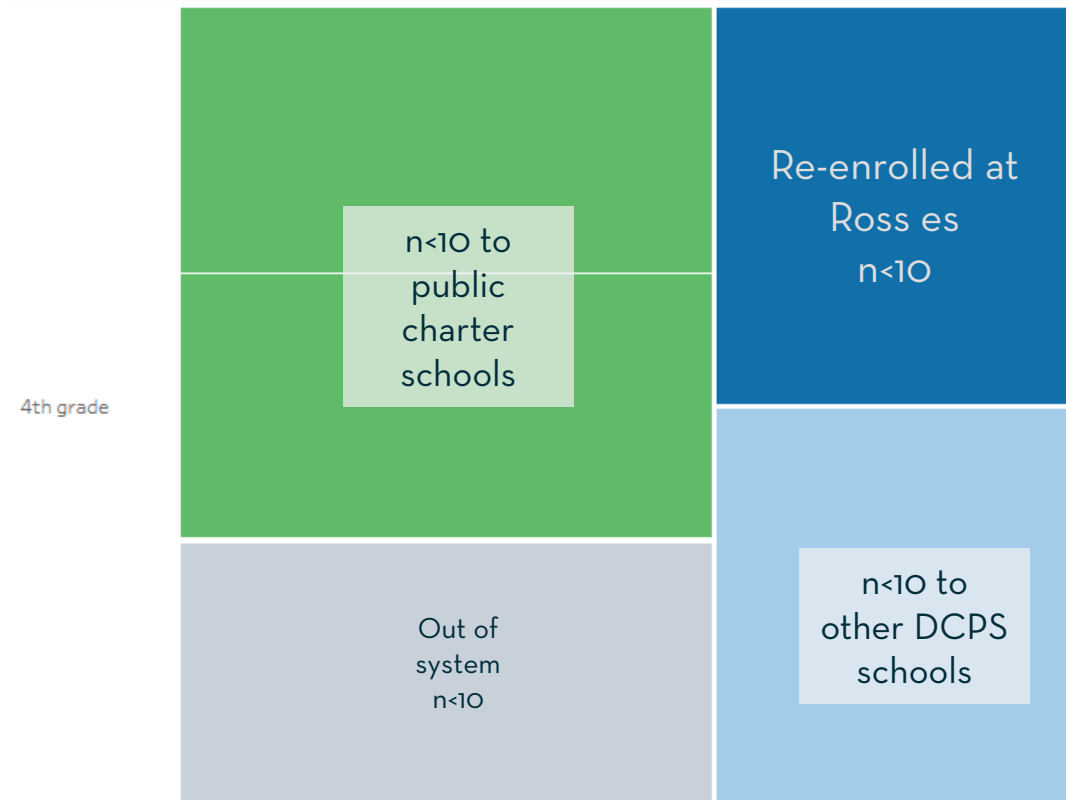 4th grade
n<10 to
public
charter
schools
Re-enrolled at
Ross es
n<10
Out of
system
n<10
n<10 to
other DCPS
schools